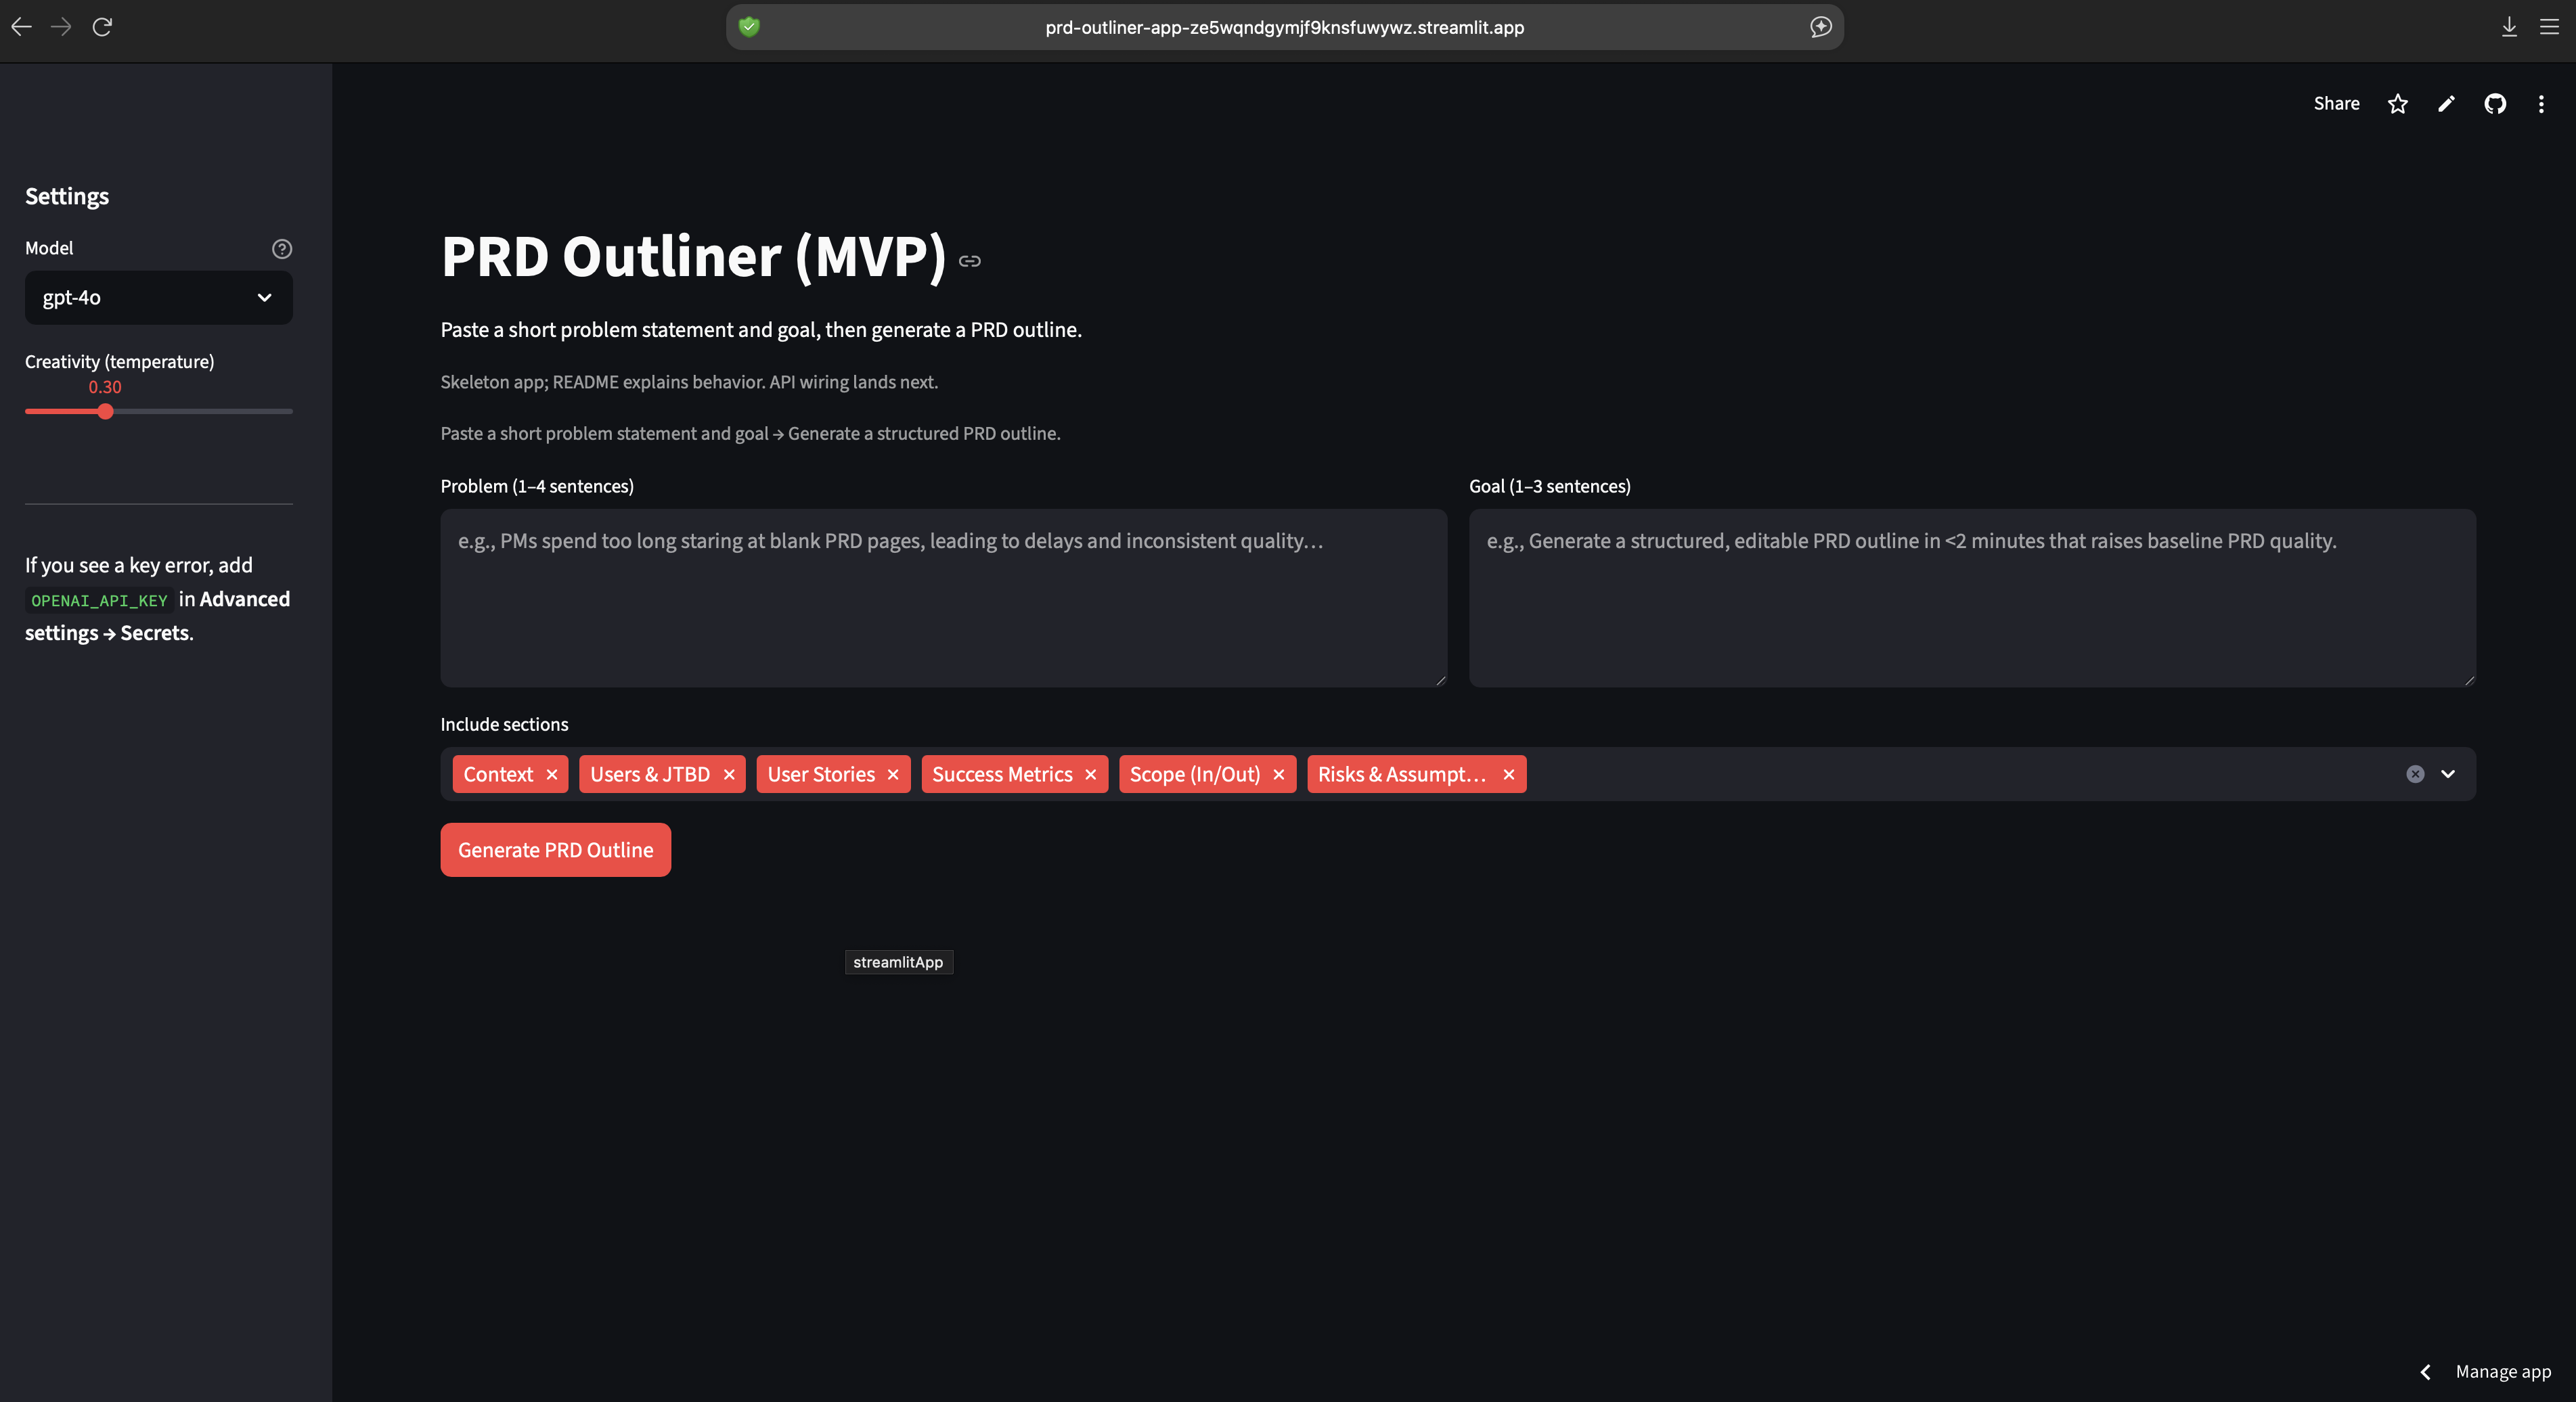 prd-outliner-app-ze5wqndgymjf9knsfuwywz.streamlit.app
Share
Settings
Model
gpt-4o
Creativity (temperature)
0.30
If you see a key error, add
OPENAI_API_KEY in Advanced
settings → Secrets.
PRD Outliner (MVP)
Paste a short problem statement and goal, then generate a PRD outline.
Skeleton app; README explains behavior. API wiring lands next.
Paste a short problem statement and goal → Generate a structured PRD outline.
Problem (1–4 sentences)
e.g., PMs spend too long staring at blank PRD pages, leading to delays and inconsistent quality…
Goal (1–3 sentences)
e.g., Generate a structured, editable PRD outline in <2 minutes that raises baseline PRD quality.
Include sections
Context × Users & JTBD × User Stories × Success Metrics × Scope (In/Out) × Risks & Assumpt… ×
Generate PRD Outline
streamlitApp
Manage app